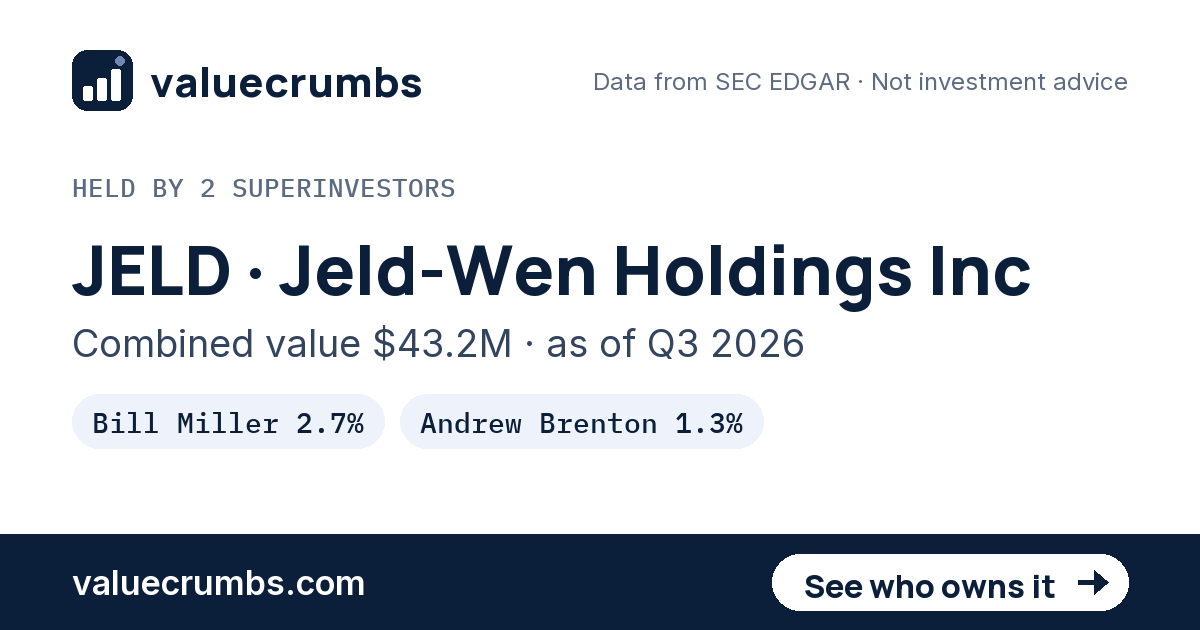 valuecrumbs
Data from SEC EDGAR · Not investment advice
HELD BY 2 SUPERINVESTORS
JELD · Jeld-Wen Holdings Inc
Combined value $43.2M · as of Q3 2026
Bill Miller 2.7%
Andrew Brenton 1.3%
valuecrumbs.com
See who owns it →